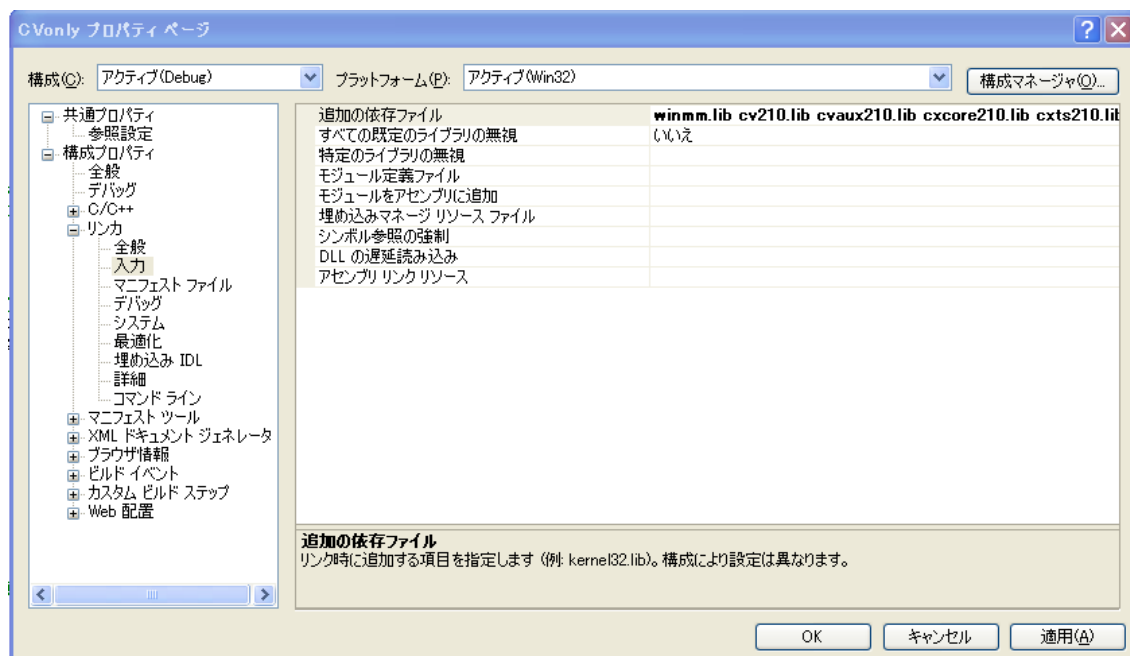 CVonly プロパティ ページ
構成(C): アクティブ(Debug) プラットフォーム(P): アクティブ(Win32) 構成マネージャ(O)...
共通プロパティ
参照設定
構成プロパティ
全般
デバッグ
C/C++
リンカ
全般
入力
マニフェスト ファイル
デバッグ
システム
最適化
埋め込み IDL
詳細
コマンド ライン
マニフェスト ツール
XML ドキュメント ジェネレータ
ブラウザ情報
ビルド イベント
カスタム ビルド ステップ
Web 配置
追加の依存ファイル winmm.lib cv210.lib cvaux210.lib cxcore210.lib cxts210.lib
すべての既定のライブラリの無視 いいえ
特定のライブラリの無視
モジュール定義ファイル
モジュールをアセンブリに追加
埋め込みマネージ リソース ファイル
シンボル参照の強制
DLL の遅延読み込み
アセンブリ リンク リソース
追加の依存ファイル
リンク時に追加する項目を指定します (例: kernel32.lib)。構成により設定は異なります。
OK キャンセル 適用(A)